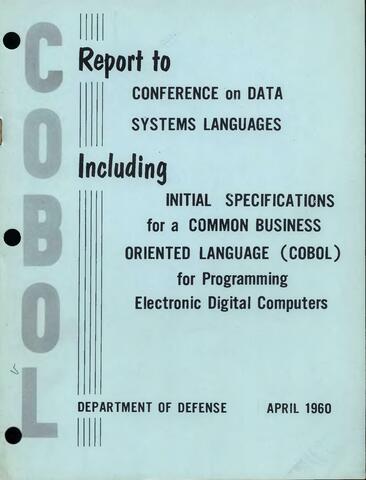 COBOL
Report to
CONFERENCE on DATA
SYSTEMS LANGUAGES
Including
INITIAL SPECIFICATIONS
for a COMMON BUSINESS
ORIENTED LANGUAGE (COBOL)
for Programming
Electronic Digital Computers
DEPARTMENT OF DEFENSE APRIL 1960